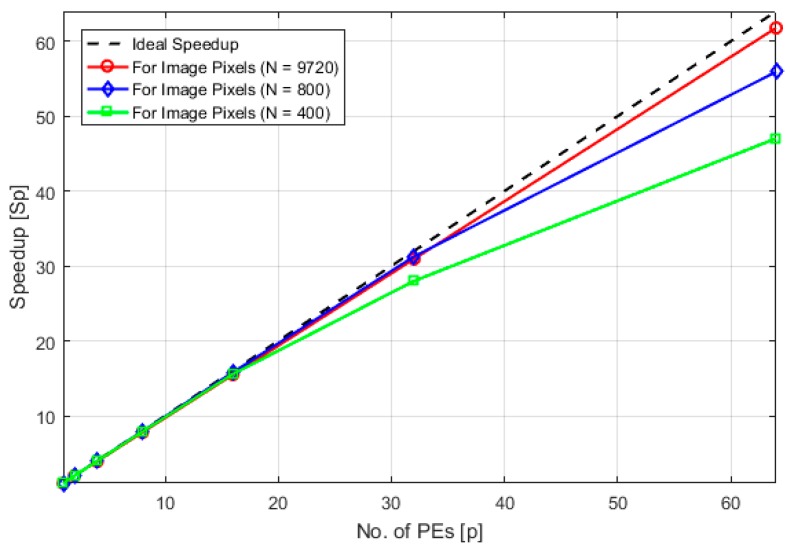 60
50
40
30
20
10
Speedup [Sp]
Ideal Speedup
For Image Pixels (N = 9720)
For Image Pixels (N = 800)
For Image Pixels (N = 400)
10 20 30 40 50 60
No. of PEs [p]